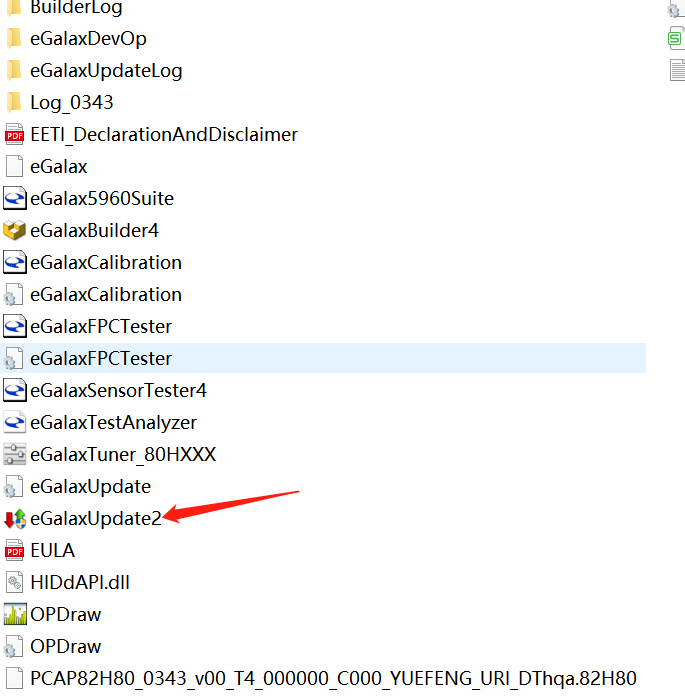 BuilderLog
eGalaxDevOp
eGalaxUpdateLog
Log_0343
EETI_DeclarationAndDisclaimer
eGalax
eGalax5960Suite
eGalaxBuilder4
eGalaxCalibration
eGalaxCalibration
eGalaxFPCTester
eGalaxFPCTester
eGalaxSensorTester4
eGalaxTestAnalyzer
eGalaxTuner_80HXXX
eGalaxUpdate
eGalaxUpdate2
EULA
HIDdAPI.dll
OPDraw
OPDraw
PCAP82H80_0343_v00_T4_000000_C000_YUEFENG_URI_DThqa.82H80